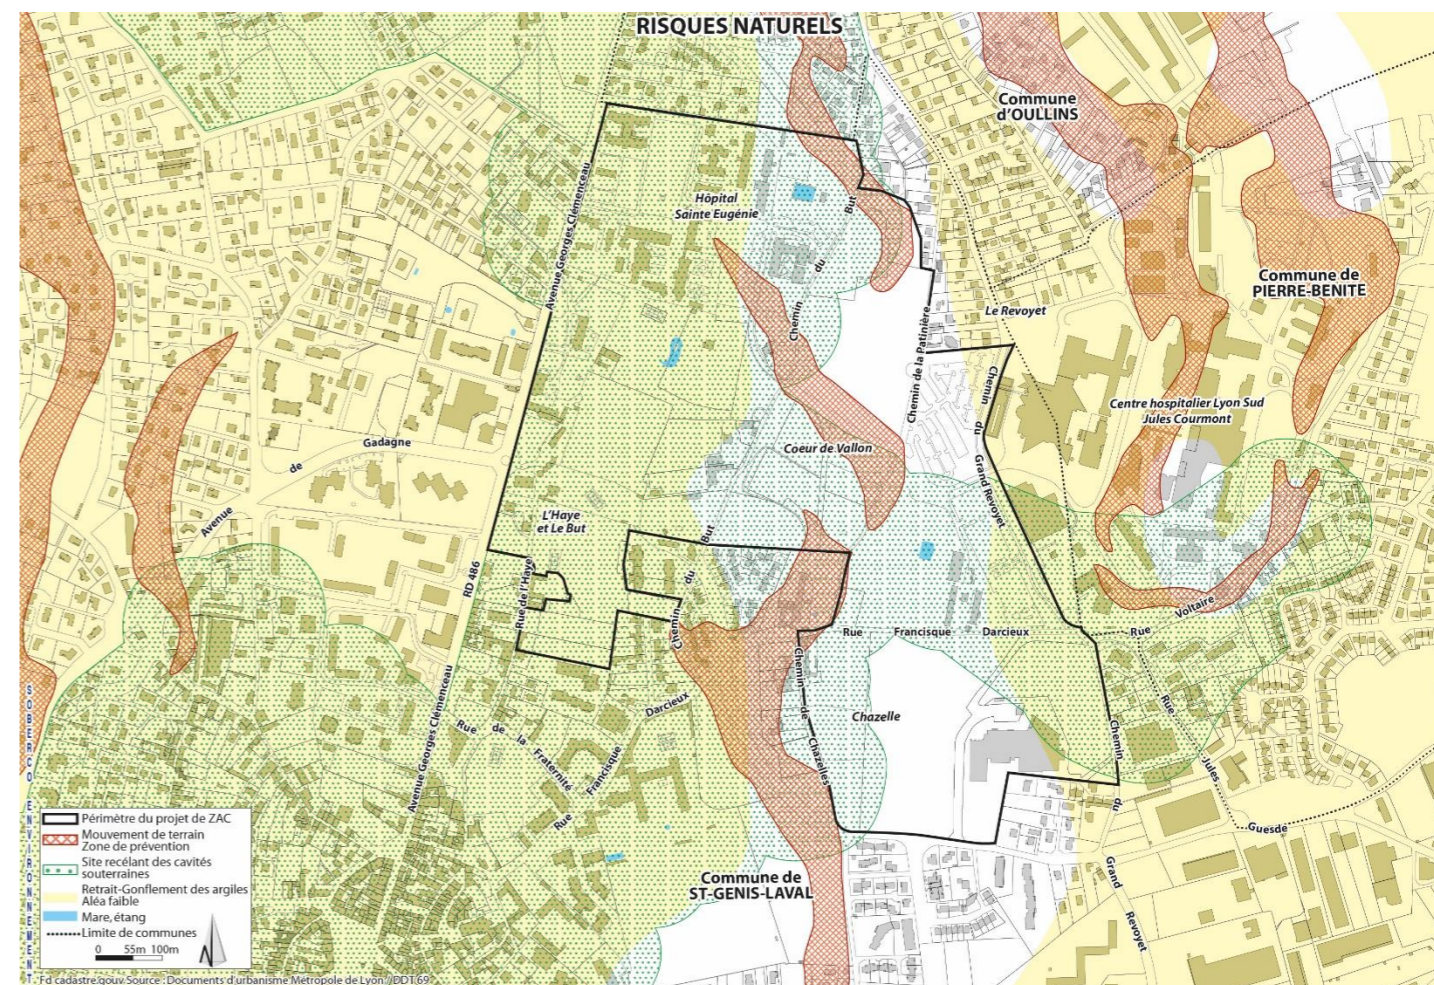 RISQUES NATURELS
Commune
d'OULLINS
Hôpital
Sainte Eugénie
Avenue Georges Clémenceau
But
du
Chemin
Commune de
PIERRE-BENITE
Le Revoyet
Chemin de la Patinière
Chemin
du
Grand Revoyet
Centre hospitalier Lyon Sud
Jules Courmont
Coeur de Vallon
Gadagne
de
Avenue
L'Haye
et Le But
But
du
Chemin
RD 486
Rue de l'Haye
Rue Francisque Darcieux
Rue Voltaire
Chemin de Chazelles
Chazelle
Darcieux
Francisque
Rue
Rue de la Fraternité
Avenue Georges Clémenceau
Chemin
du
Grand
Revoyet
Rue
Jules
Guesde
Commune de
ST-GENIS-LAVAL
SOBERCO ENVIRONNEMENT
Périmètre du projet de ZAC
Mouvement de terrain
Zone de prévention
Site recélant des cavités
souterraines
Retrait-Gonflement des argiles
Aléa faible
Mare, étang
Limite de communes
0 55m 100m
N
Fd cadastre.gouv Source : Documents d'urbanisme Métropole de Lyon / DDT 69